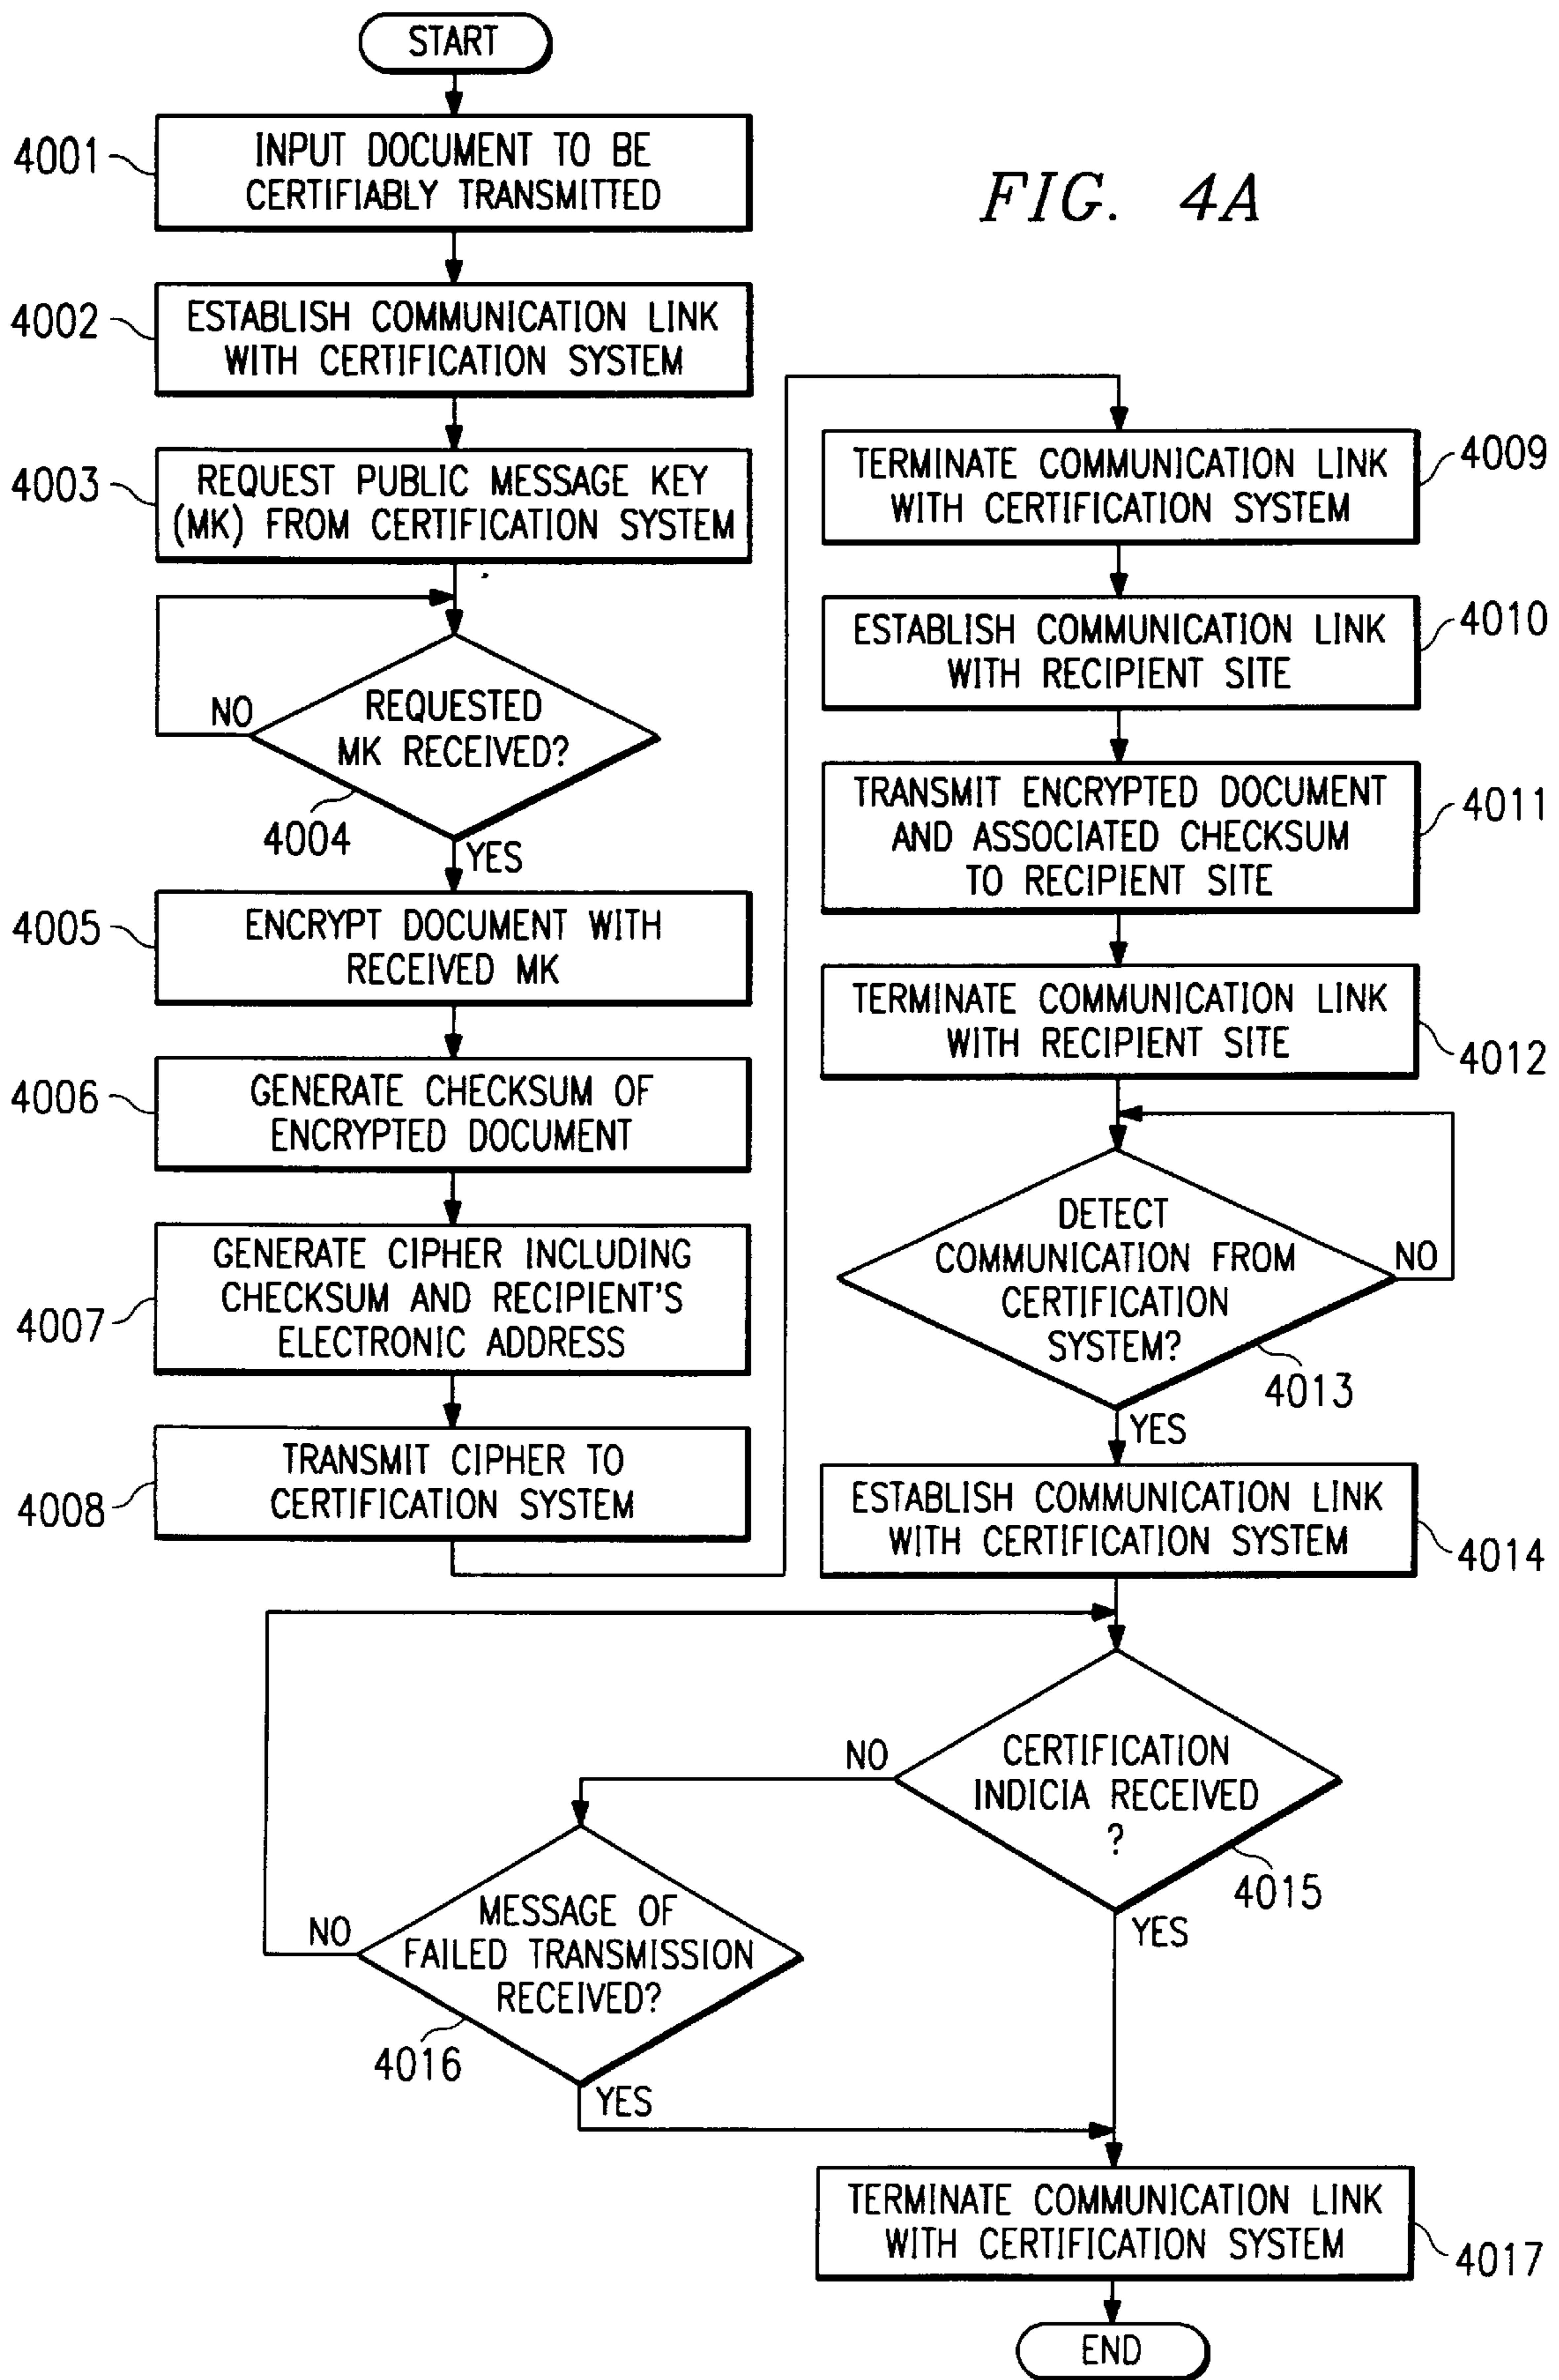 START
4001
INPUT DOCUMENT TO BE
CERTIFIABLY TRANSMITTED
FIG. 4A
4002
ESTABLISH COMMUNICATION LINK
WITH CERTIFICATION SYSTEM
4003
REQUEST PUBLIC MESSAGE KEY
(MK) FROM CERTIFICATION SYSTEM
NO
REQUESTED
MK RECEIVED?
4004
YES
4005
ENCRYPT DOCUMENT WITH
RECEIVED MK
4006
GENERATE CHECKSUM OF
ENCRYPTED DOCUMENT
4007
GENERATE CIPHER INCLUDING
CHECKSUM AND RECIPIENT'S
ELECTRONIC ADDRESS
4008
TRANSMIT CIPHER TO
CERTIFICATION SYSTEM
TERMINATE COMMUNICATION LINK
WITH CERTIFICATION SYSTEM
4009
ESTABLISH COMMUNICATION LINK
WITH RECIPIENT SITE
4010
TRANSMIT ENCRYPTED DOCUMENT
AND ASSOCIATED CHECKSUM
TO RECIPIENT SITE
4011
TERMINATE COMMUNICATION LINK
WITH RECIPIENT SITE
4012
DETECT
COMMUNICATION FROM
CERTIFICATION
SYSTEM?
NO
4013
YES
ESTABLISH COMMUNICATION LINK
WITH CERTIFICATION SYSTEM
4014
NO
CERTIFICATION
INDICIA RECEIVED
?
4015
YES
NO
MESSAGE OF
FAILED TRANSMISSION
RECEIVED?
4016
YES
TERMINATE COMMUNICATION LINK
WITH CERTIFICATION SYSTEM
4017
END